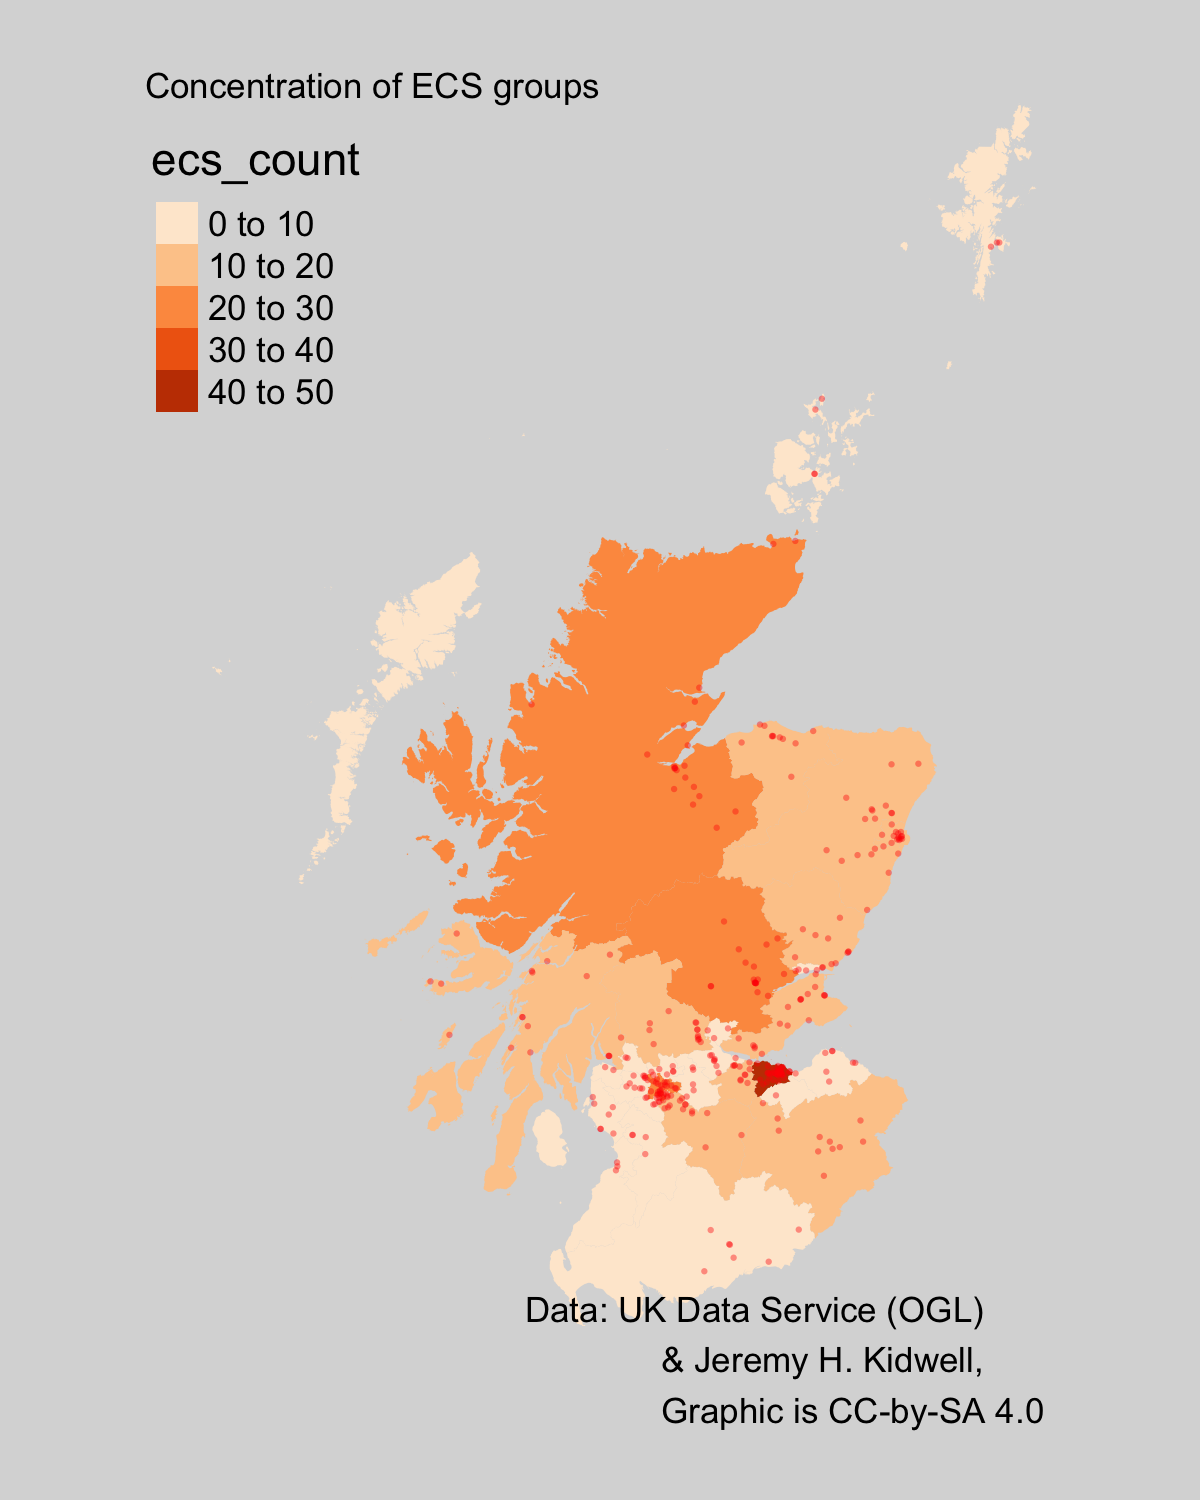 Concentration of ECS groups
ecs_count
0 to 10
10 to 20
20 to 30
30 to 40
40 to 50
Data: UK Data Service (OGL)
& Jeremy H. Kidwell,
Graphic is CC-by-SA 4.0